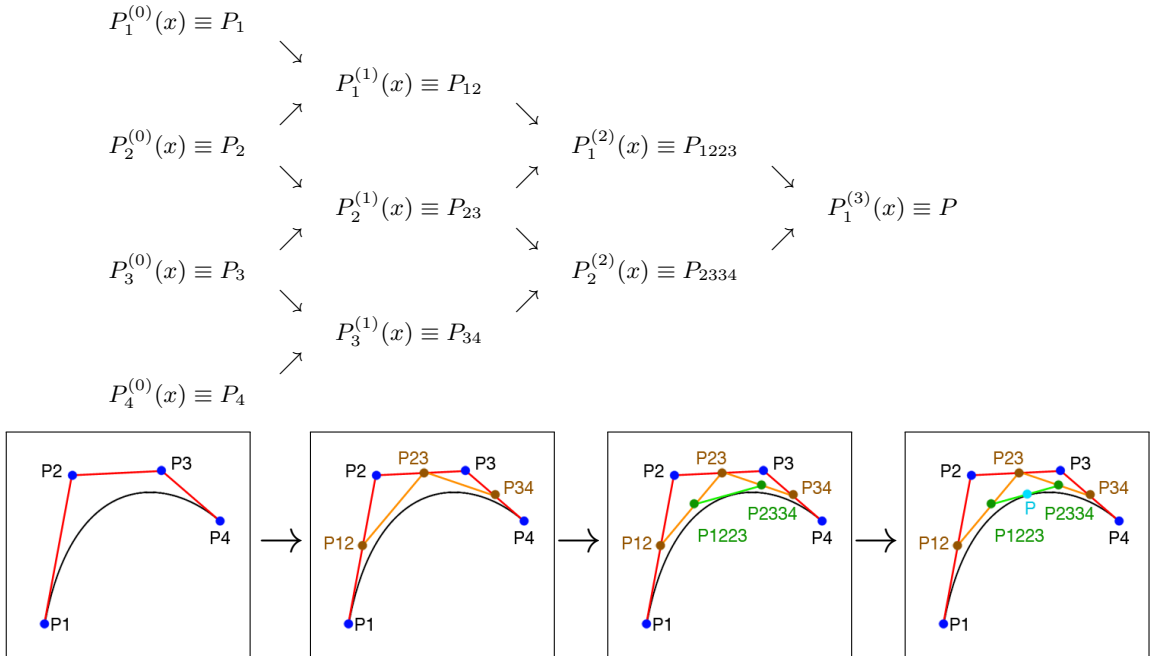 P_1^{(0)}(x) ≡ P_1
P_1^{(1)}(x) ≡ P_{12}
P_2^{(0)}(x) ≡ P_2
P_1^{(2)}(x) ≡ P_{1223}
P_2^{(1)}(x) ≡ P_{23}
P_1^{(3)}(x) ≡ P
P_3^{(0)}(x) ≡ P_3
P_2^{(2)}(x) ≡ P_{2334}
P_3^{(1)}(x) ≡ P_{34}
P_4^{(0)}(x) ≡ P_4
P2
P3
P4
P1
P23
P2
P3
P34
P4
P12
P1
P23
P2
P3
P34
P2334
P4
P12
P1223
P1
P23
P2
P3
P34
P
P2334
P4
P12
P1223
P1